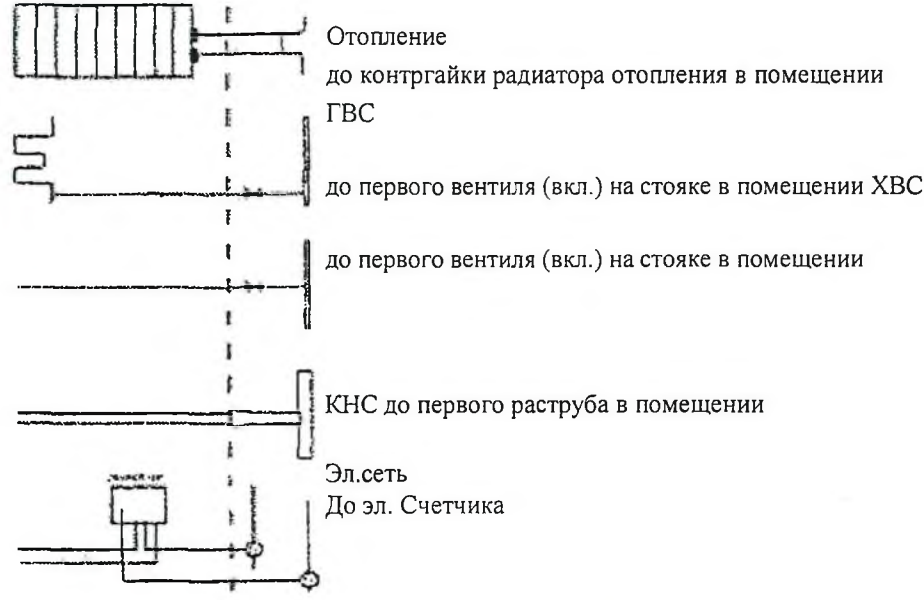 Отопление
до контргайки радиатора отопления в помещении
ГВС
до первого вентиля (вкл.) на стояке в помещении ХВС
до первого вентиля (вкл.) на стояке в помещении
КНС до первого раструба в помещении
Эл.сеть
До эл. Счетчика